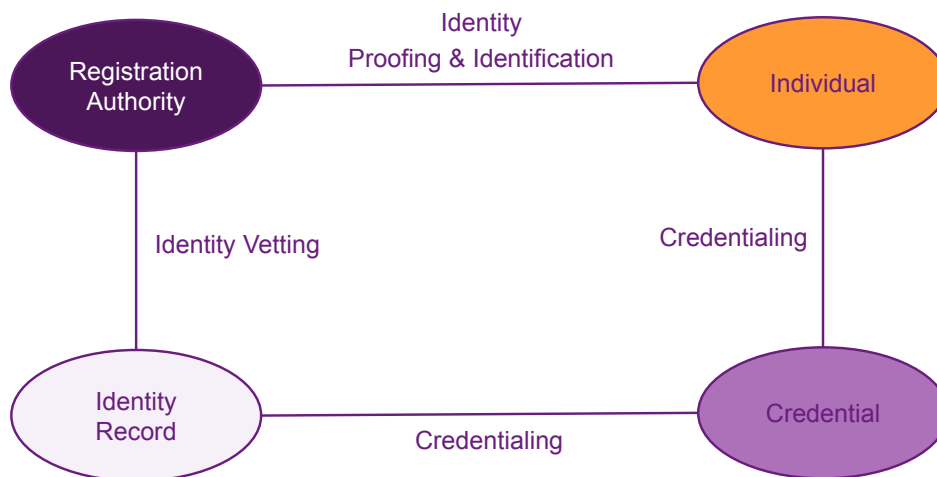 Identity
Proofing & Identification
Registration
Authority
Individual
Identity Vetting
Credentialing
Identity
Record
Credential
Credentialing